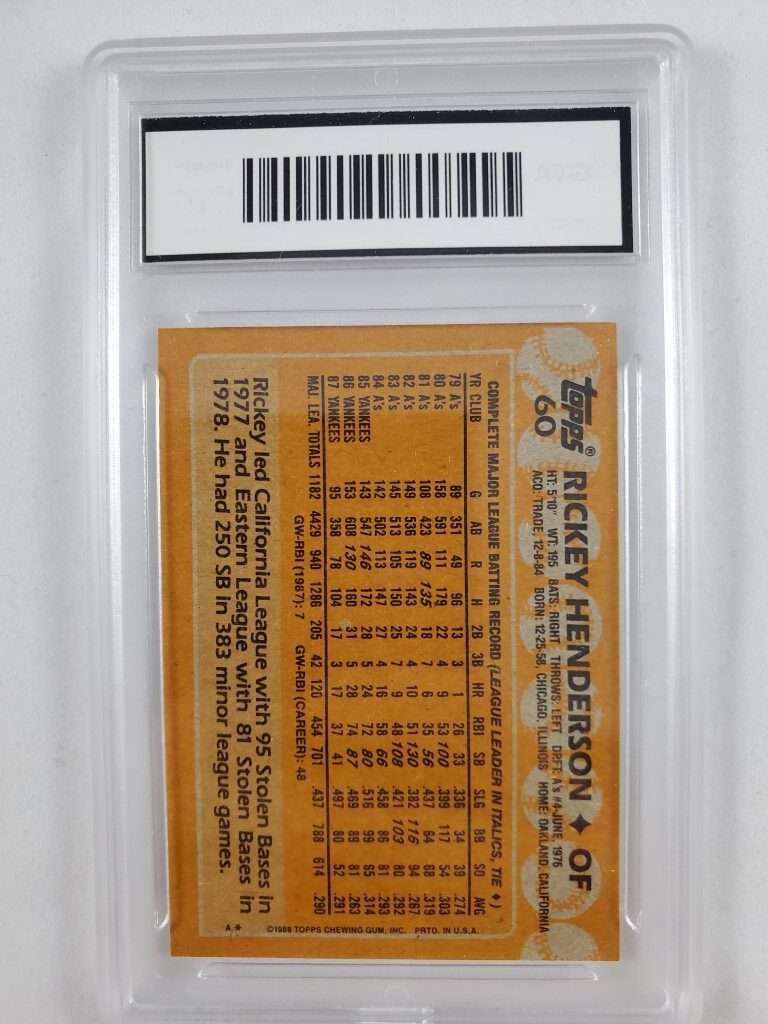 topps® RICKEY HENDERSON ♦ OF
60
HT: 5'10" WT: 195 BATS: RIGHT THROWS: LEFT DRFT: A's #4-JUNE, 1976
ACQ: TRADE, 12-8-84 BORN: 12-25-58, CHICAGO, ILLINOIS HOME: OAKLAND, CALIFORNIA
COMPLETE MAJOR LEAGUE BATTING RECORD (LEAGUE LEADER IN ITALICS, TIE ♦)
YR CLUB G AB R H 2B 3B HR RBI SB SLG BB SO AVG
79 A's 89 351 49 96 13 3 1 26 33 .336 34 39 .274
80 A's 158 591 111 179 22 4 9 53 100 .399 117 54 .303
81 A's 108 423 89 135 18 7 6 35 56 .437 64 68 .319
82 A's 149 536 119 143 24 4 10 51 130 .382 116 94 .267
83 A's 145 513 105 150 25 7 9 48 108 .421 103 80 .292
84 A's 142 502 113 147 27 4 16 58 66 .458 86 81 .293
85 YANKEES 143 547 146 172 28 5 24 72 80 .516 99 65 .314
86 YANKEES 153 608 130 160 31 5 28 74 87 .469 89 81 .263
87 YANKEES 95 358 78 104 17 3 17 37 41 .497 80 52 .291
MAJ. LEA. TOTALS 1182 4429 940 1286 205 42 120 454 701 .437 788 614 .290
GW-RBI (1987): 7 GW-RBI (CAREER): 48
Rickey led California League with 95 Stolen Bases in
1977 and Eastern League with 81 Stolen Bases in
1978. He had 250 SB in 383 minor league games.
©1988 TOPPS CHEWING GUM, INC. PRTD. IN U.S.A.
A*